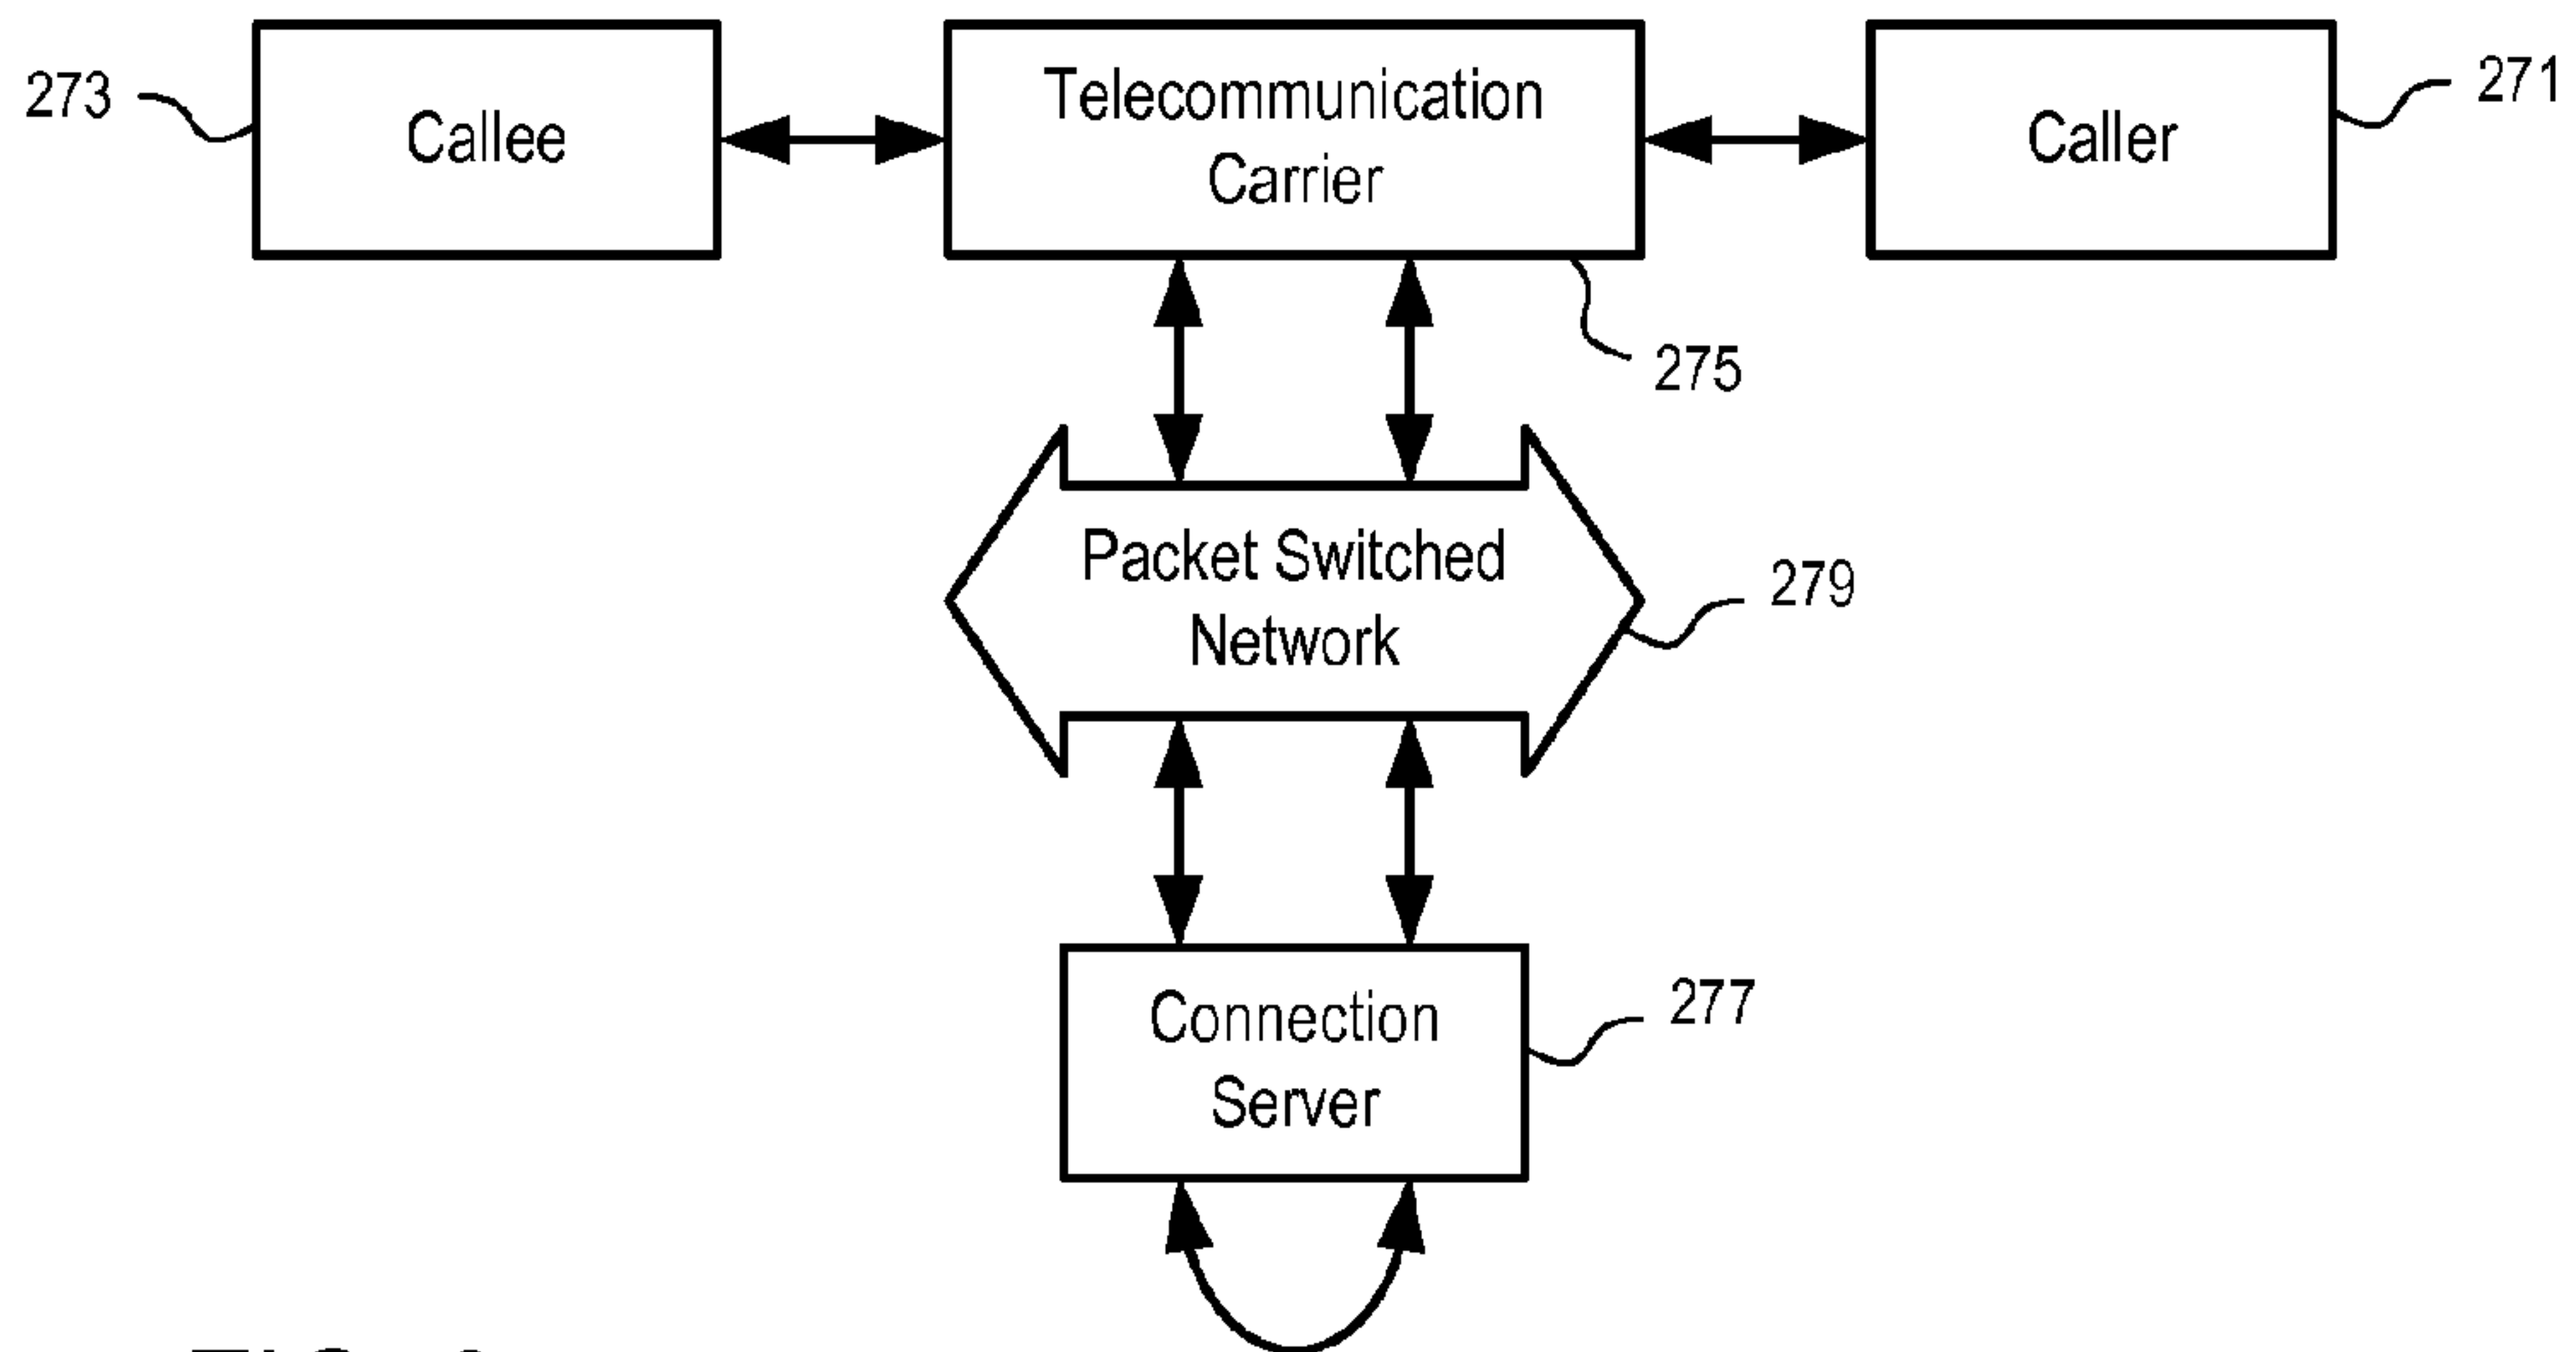 273
Callee
Telecommunication
Carrier
Caller
271
275
Packet Switched
Network
279
Connection
Server
277